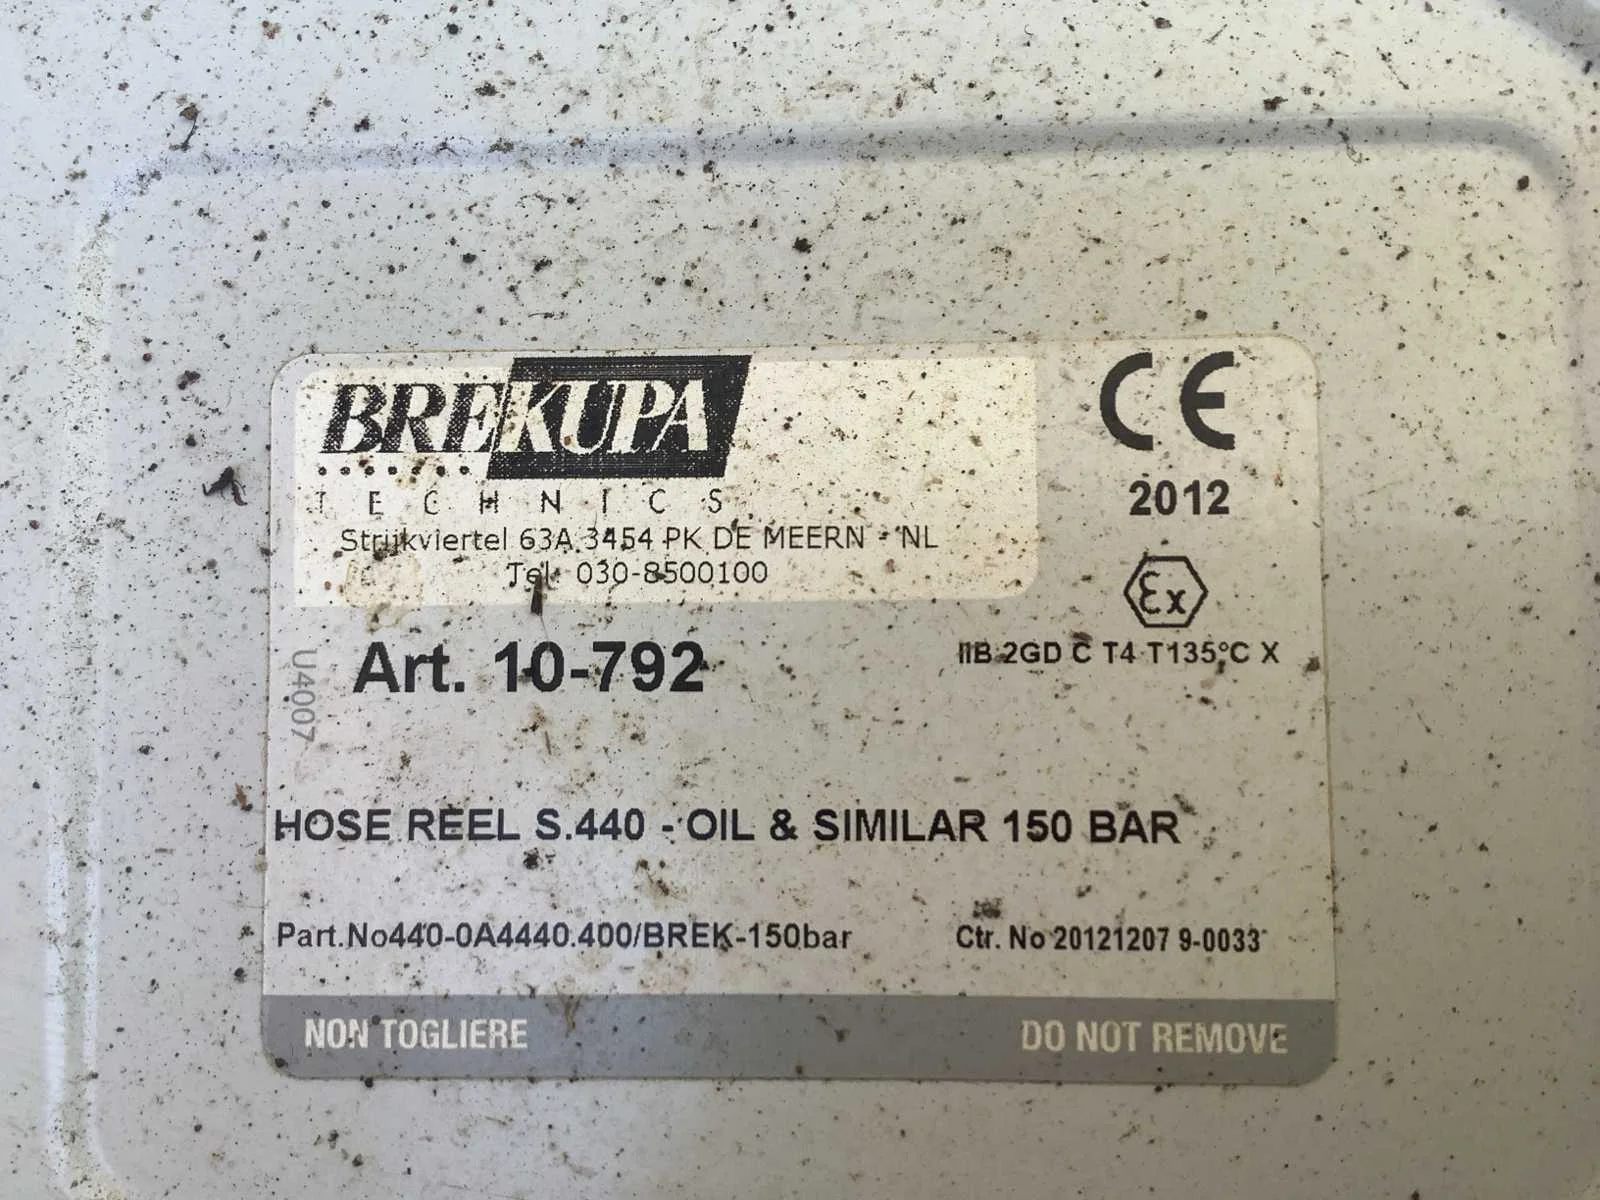 BREKUPA
TECHNICS
Strijkviertel 63A 3454 PK DE MEERN - NL
Tel: 030-8500100
CE
2012
Ex
IIB 2GD C T4 T135°C X
Art. 10-792
U4007
HOSE REEL S.440 - OIL & SIMILAR 150 BAR
Part.No440-0A4440.400/BREK-150bar
Ctr. No 20121207 9-0033
NON TOGLIERE
DO NOT REMOVE